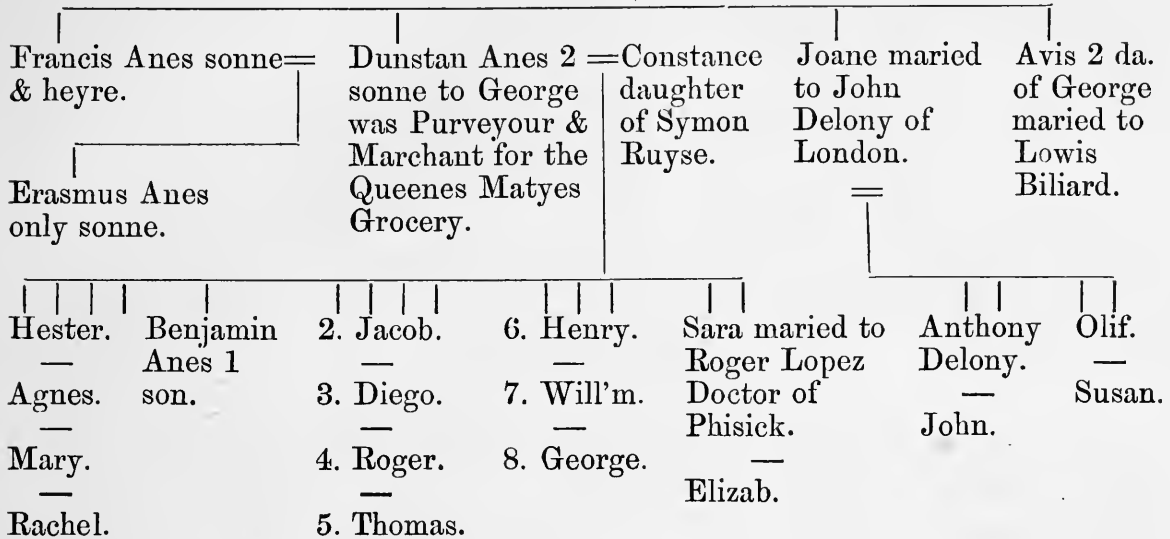 Francis Anes sonne
& heyre.
Erasmus Anes
only sonne.
Dunstan Anes 2
sonne to George
was Purveyour &
Marchant for the
Queenes Matyes
Grocery.
Constance
daughter
of Symon
Ruyse.
Joane maried
to John
Delony of
London.
Avis 2 da.
of George
maried to
Lowis
Biliard.
Hester.
Agnes.
Mary.
Rachel.
Benjamin
Anes 1
son.
2. Jacob.
3. Diego.
4. Roger.
5. Thomas.
6. Henry.
7. Will'm.
8. George.
Sara maried to
Roger Lopez
Doctor of
Phisick.
Elizab.
Anthony
Delony.
John.
Olif.
Susan.